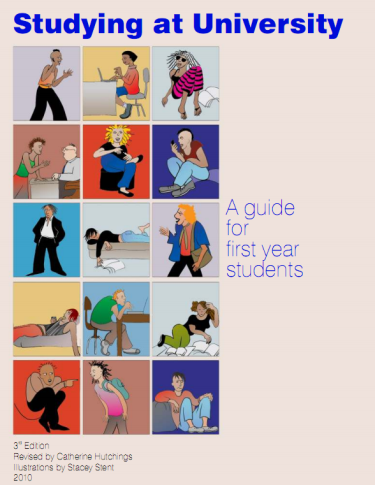 Studying at University
A guide
for
first year
students
3rd Edition
Revised by Catherine Hutchings
Illustrations by Stacey Stent
2010